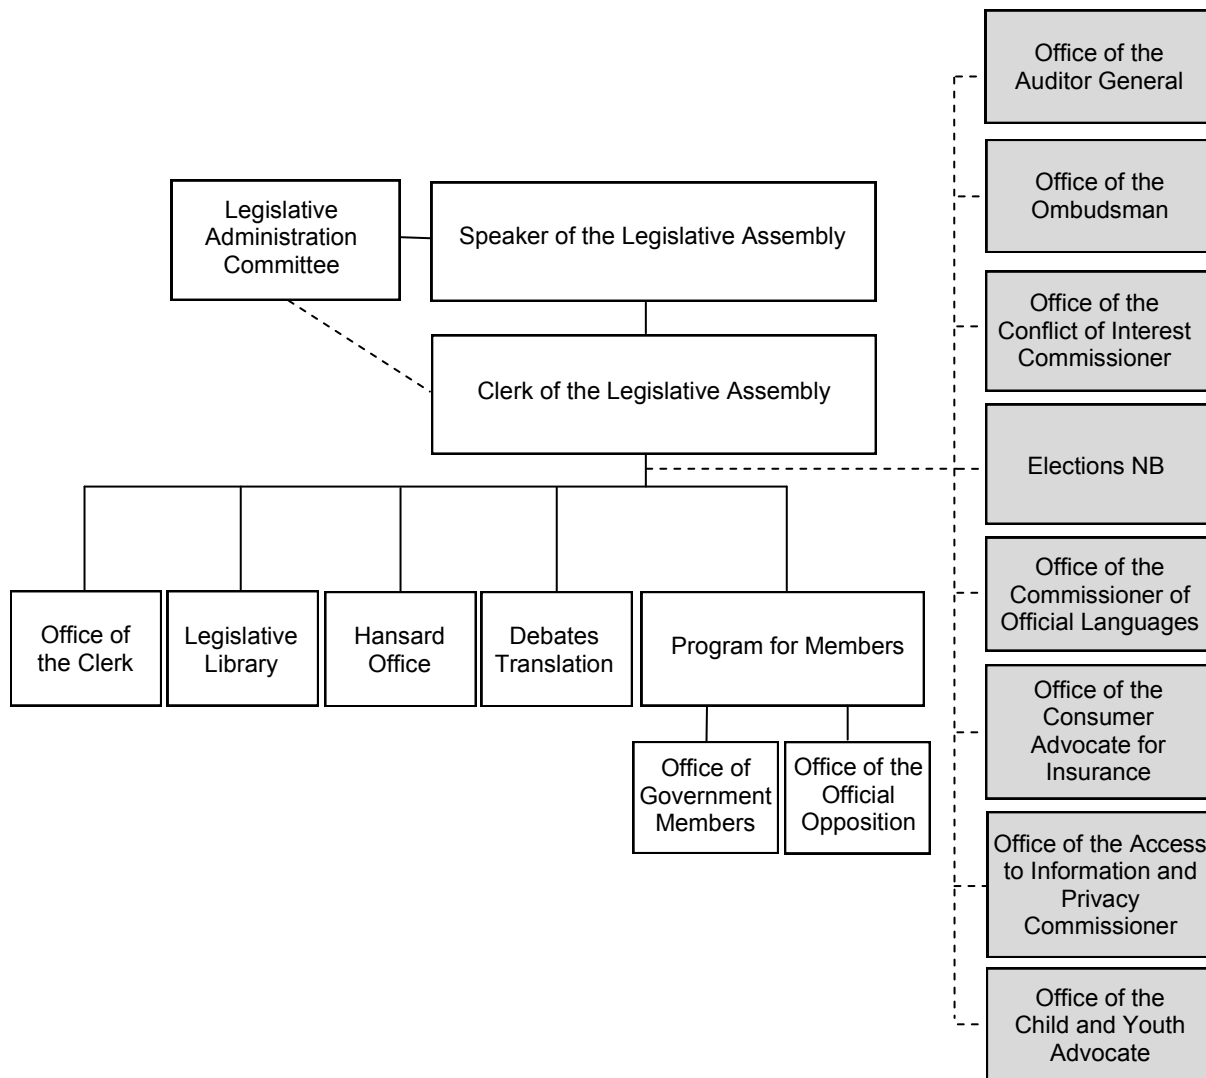 Office of the
Auditor General
Office of the
Ombudsman
Legislative
Administration
Committee
Speaker of the Legislative Assembly
Office of the
Conflict of Interest
Commissioner
Clerk of the Legislative Assembly
Elections NB
Office of the
Commissioner of
Official Languages
Office of
the Clerk
Legislative
Library
Hansard
Office
Debates
Translation
Program for Members
Office of the
Consumer
Advocate for
Insurance
Office of
Government
Members
Office of the
Official
Opposition
Office of the Access
to Information and
Privacy
Commissioner
Office of the
Child and Youth
Advocate